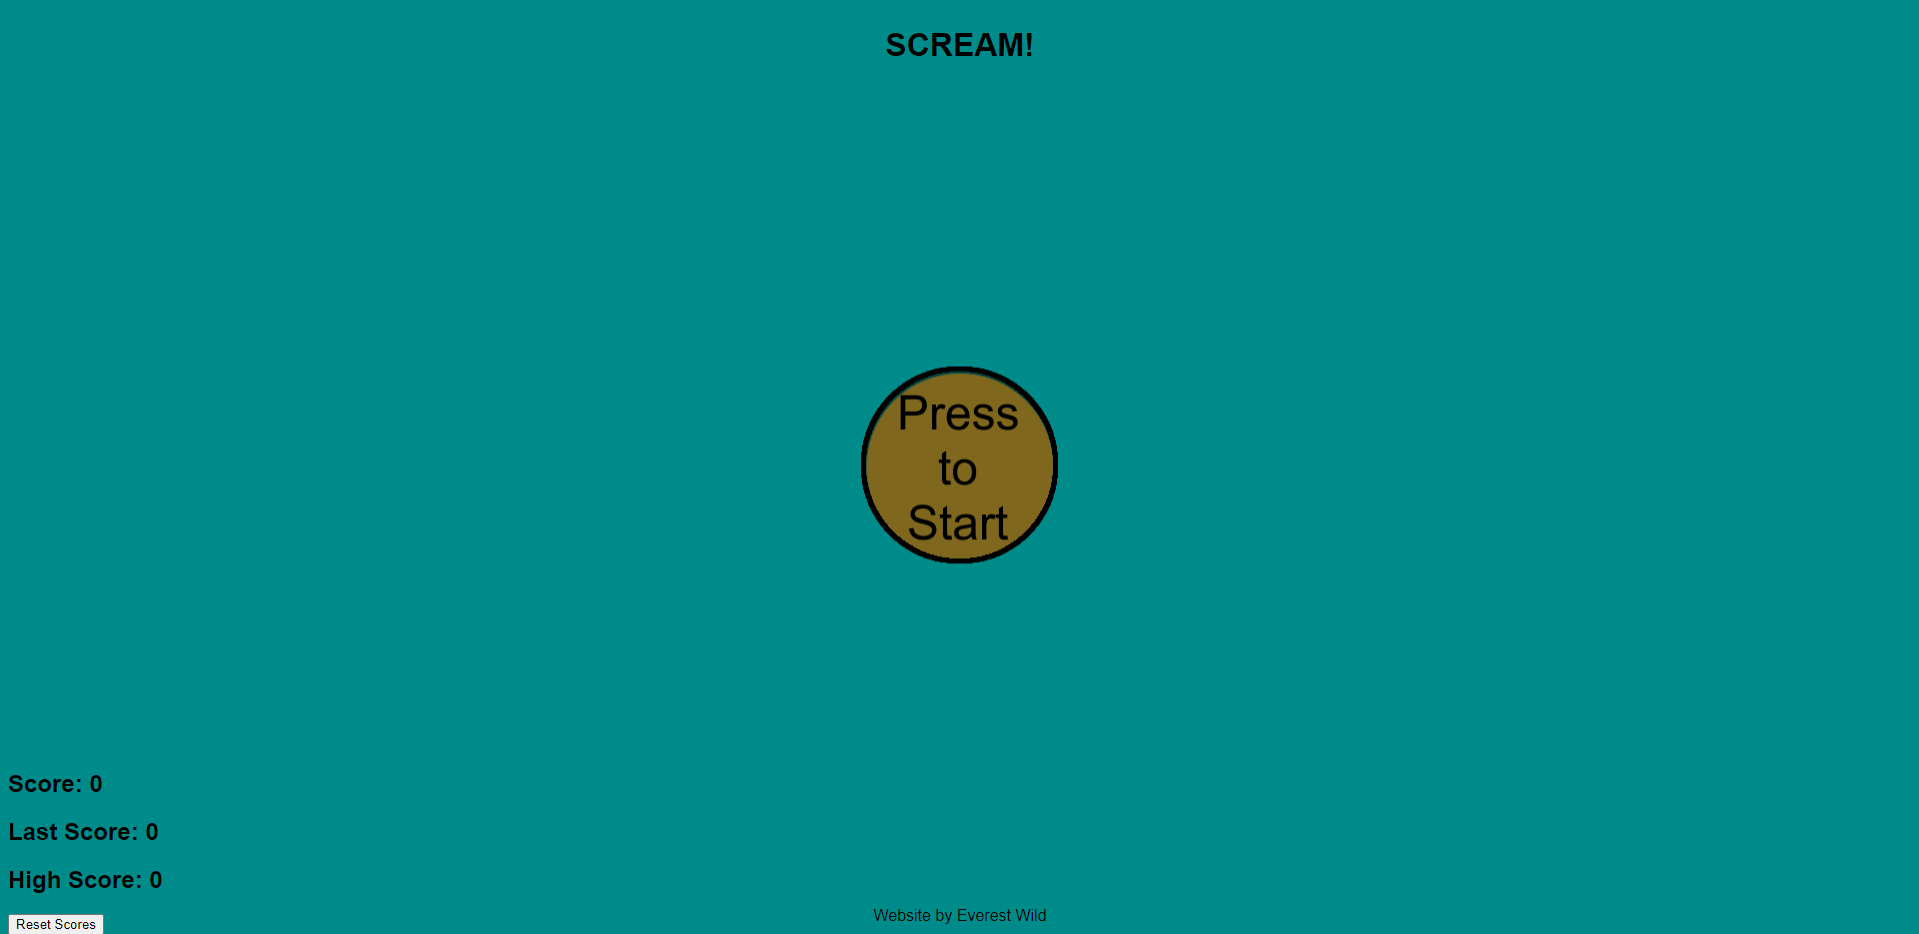 SCREAM!
Press
to
Start
Score: 0
Last Score: 0
High Score: 0
Reset Scores
Website by Everest Wild